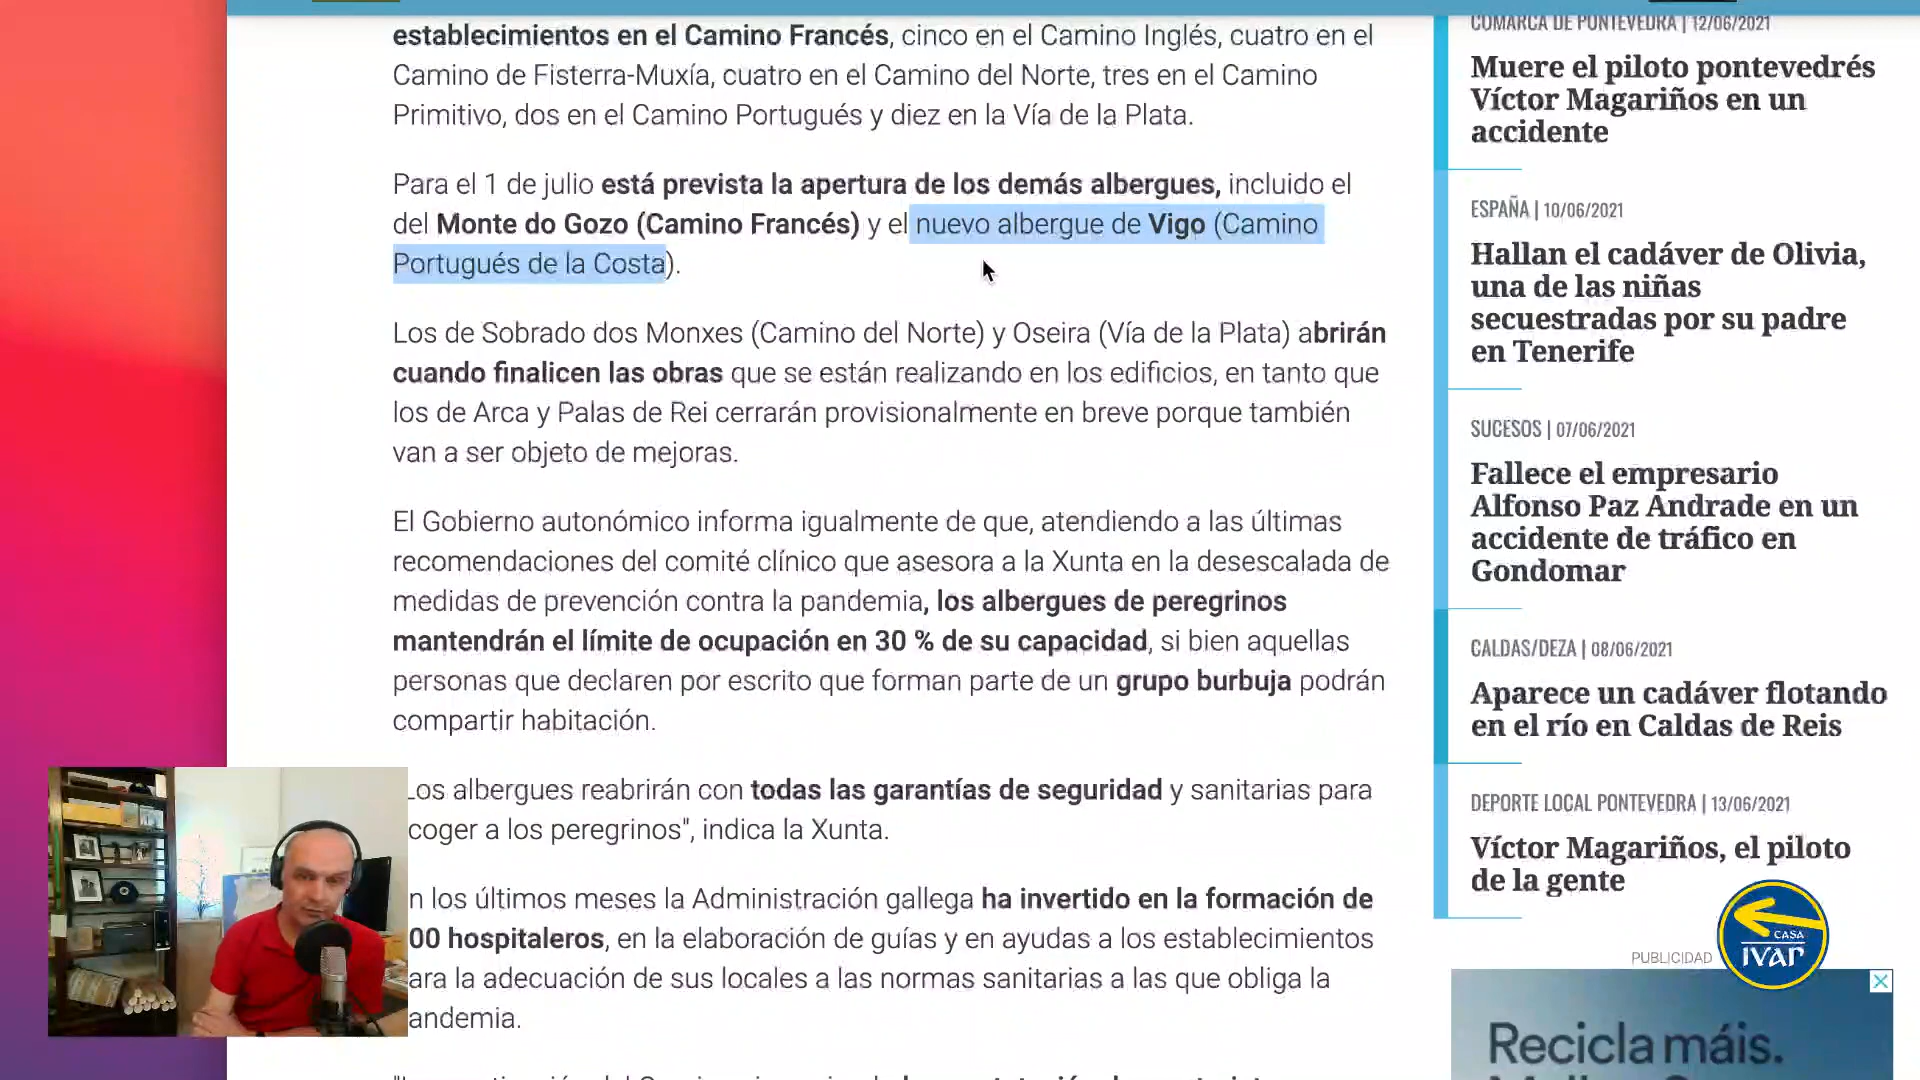 establecimientos en el Camino Francés, cinco en el Camino Inglés, cuatro en el
Camino de Fisterra-Muxía, cuatro en el Camino del Norte, tres en el Camino
Primitivo, dos en el Camino Portugués y diez en la Vía de la Plata.
Para el 1 de julio está prevista la apertura de los demás albergues, incluido el
del Monte do Gozo (Camino Francés) y el nuevo albergue de Vigo (Camino
Portugués de la Costa).
Los de Sobrado dos Monxes (Camino del Norte) y Oseira (Vía de la Plata) abrirán
cuando finalicen las obras que se están realizando en los edificios, en tanto que
los de Arca y Palas de Rei cerrarán provisionalmente en breve porque también
van a ser objeto de mejoras.
El Gobierno autonómico informa igualmente de que, atendiendo a las últimas
recomendaciones del comité clínico que asesora a la Xunta en la desescalada de
medidas de prevención contra la pandemia, los albergues de peregrinos
mantendrán el límite de ocupación en 30 % de su capacidad, si bien aquellas
personas que declaren por escrito que forman parte de un grupo burbuja podrán
compartir habitación.
Los albergues reabrirán con todas las garantías de seguridad y sanitarias para
coger a los peregrinos", indica la Xunta.
n los últimos meses la Administración gallega ha invertido en la formación de
00 hospitaleros, en la elaboración de guías y en ayudas a los establecimientos
ara la adecuación de sus locales a las normas sanitarias a las que obliga la
andemia.
COMARCA DE PONTEVEDRA | 12/06/2021
Muere el piloto pontevedrés
Víctor Magariños en un
accidente
ESPAÑA | 10/06/2021
Hallan el cadáver de Olivia,
una de las niñas
secuestradas por su padre
en Tenerife
SUCESOS | 07/06/2021
Fallece el empresario
Alfonso Paz Andrade en un
accidente de tráfico en
Gondomar
CALDAS/DEZA | 08/06/2021
Aparece un cadáver flotando
en el río en Caldas de Reis
DEPORTE LOCAL PONTEVEDRA | 13/06/2021
Víctor Magariños, el piloto
de la gente
CASA
IVAR
PUBLICIDAD
Recicla máis.